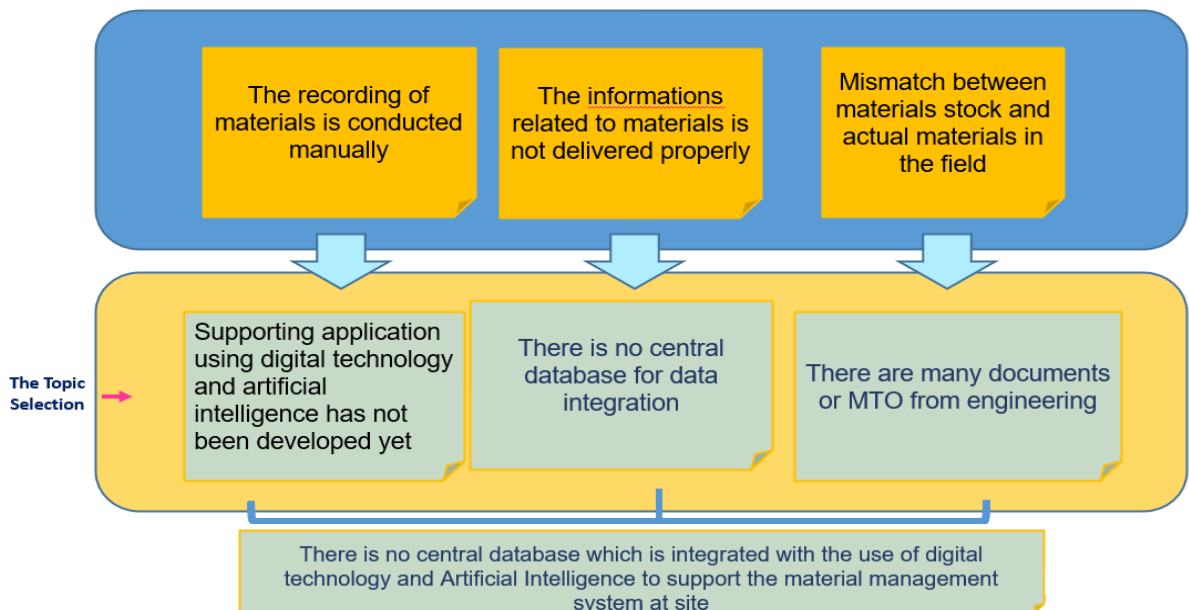 The recording of
materials is conducted
manually
The informations
related to materials is
not delivered properly
Mismatch between
materials stock and
actual materials in
the field
The Topic
Selection
Supporting application
using digital technology
and artificial
intelligence has not
been developed yet
There is no central
database for data
integration
There are many documents
or MTO from engineering
There is no central database which is integrated with the use of digital
technology and Artificial Intelligence to support the material management
system at site